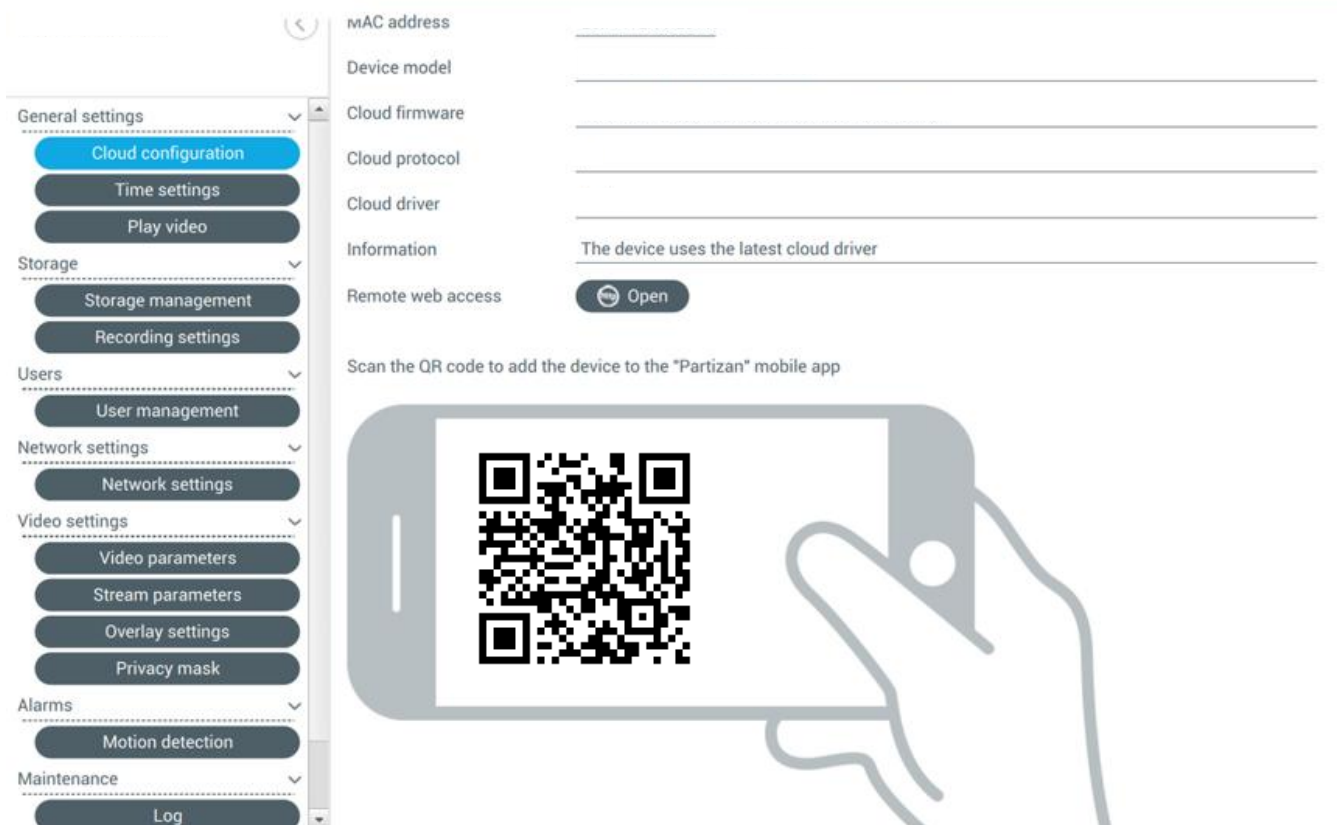 MAC address
Device model
General settings
Cloud firmware
Cloud configuration
Cloud protocol
Time settings
Cloud driver
Play video
Information The device uses the latest cloud driver
Storage
Remote web access Open
Storage management
Recording settings
Scan the QR code to add the device to the "Partizan" mobile app
Users
User management
Network settings
Network settings
Video settings
Video parameters
Stream parameters
Overlay settings
Privacy mask
Alarms
Motion detection
Maintenance
Log